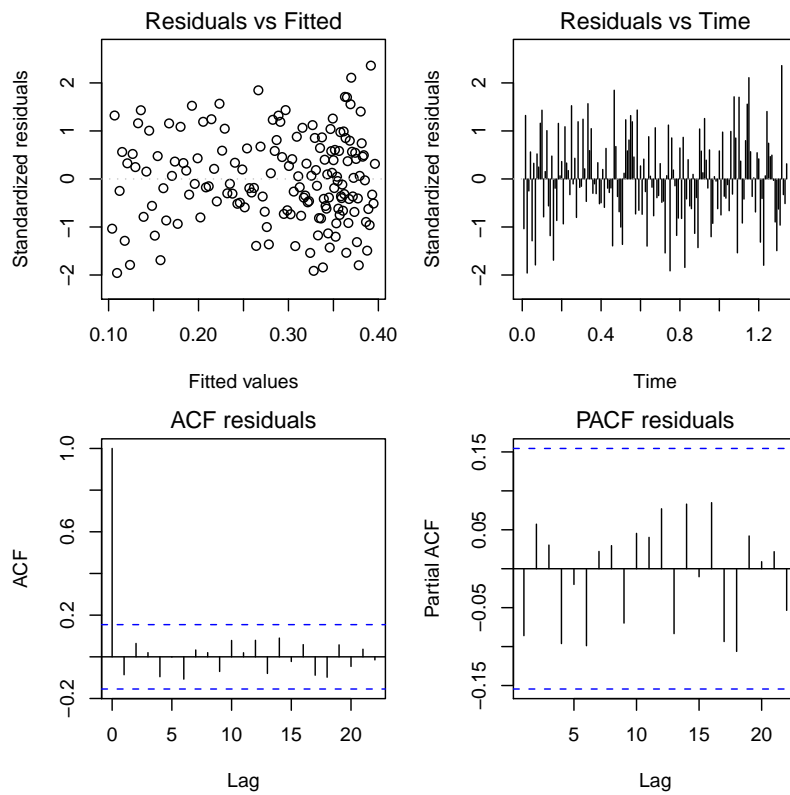 Residuals vs Fitted
Standardized residuals
2
1
0
−1
−2
0.10
0.20
0.30
0.40
Fitted values
Residuals vs Time
Standardized residuals
2
1
0
−1
−2
0.0
0.4
0.8
1.2
Time
ACF residuals
ACF
1.0
0.6
0.2
−0.2
0
5
10
15
20
Lag
PACF residuals
Partial ACF
0.15
0.05
−0.05
−0.15
5
10
15
20
Lag